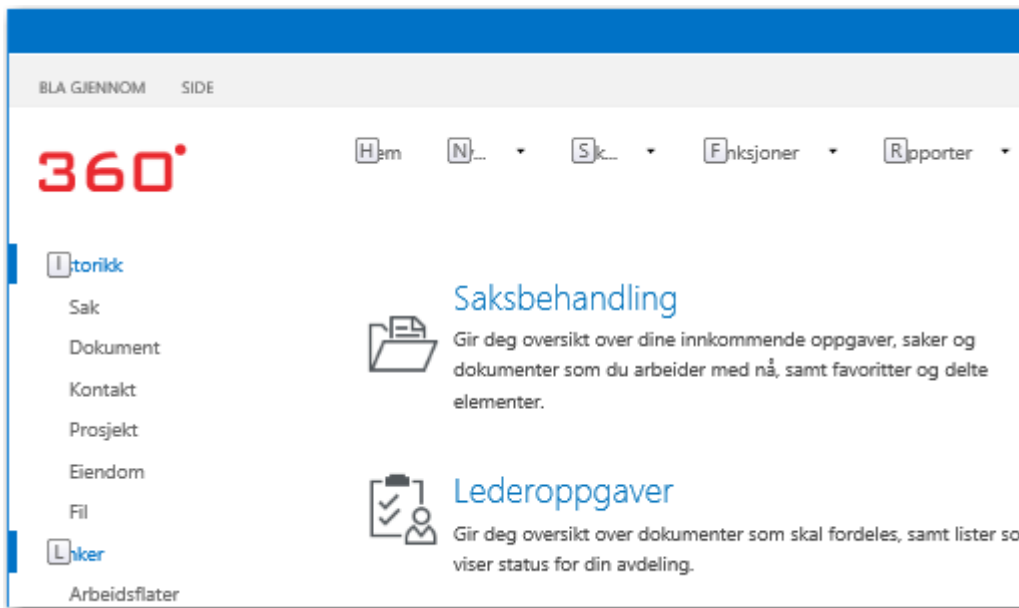 BLA GJENNOM SIDE
360°
H em N ... S k... F nksjoner R pporter
I torikk
Sak
Dokument
Kontakt
Prosjekt
Eiendom
Fil
L nker
Arbeidsflater
Saksbehandling
Gir deg oversikt over dine innkommende oppgaver, saker og
dokumenter som du arbeider med nå, samt favoritter og delte
elementer.
Lederoppgaver
Gir deg oversikt over dokumenter som skal fordeles, samt lister so
viser status for din avdeling.